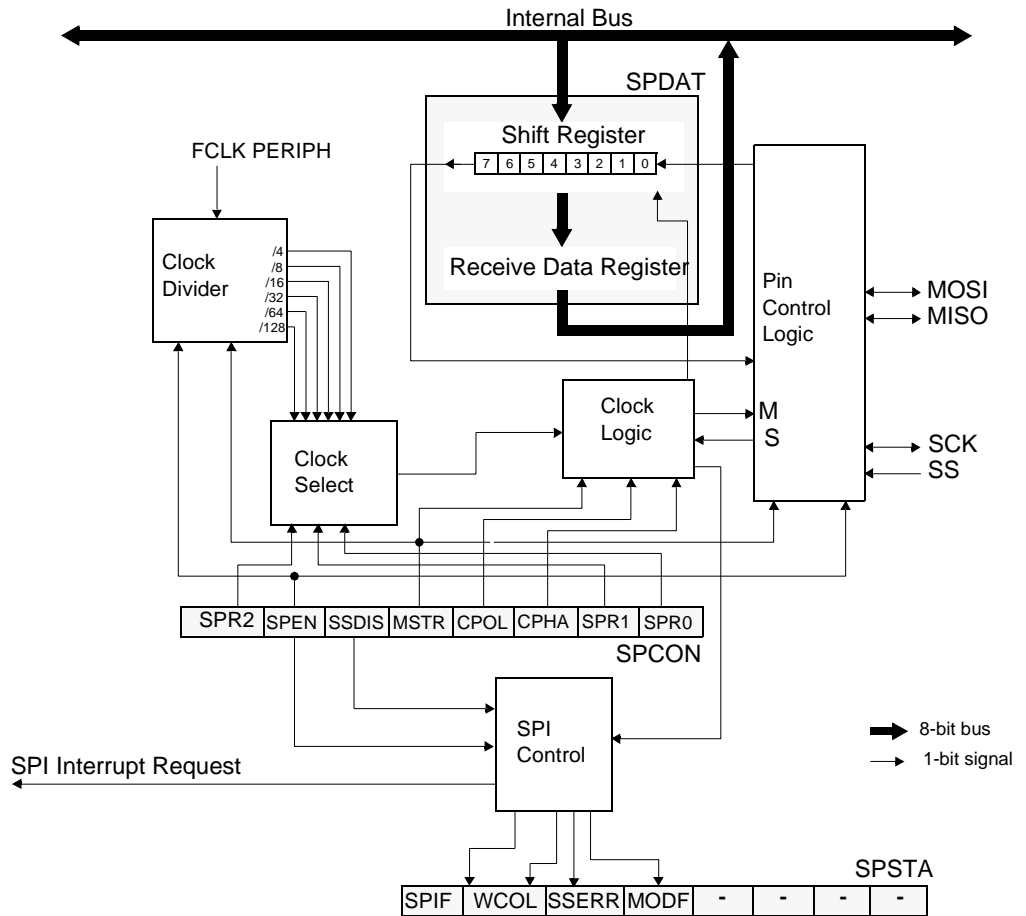 Internal Bus
SPDAT
Shift Register
7 6 5 4 3 2 1 0
FCLK PERIPH
Clock
Divider
/4
/8
/16
/32
/64
/128
Receive Data Register
Pin
Control
Logic
MOSI
MISO
Clock
Logic
M
S
SCK
SS
Clock
Select
SPR2 SPEN SSDIS MSTR CPOL CPHA SPR1 SPR0
SPCON
SPI
Control
8-bit bus
1-bit signal
SPI Interrupt Request
SPSTA
SPIF WCOL SSERR MODF - - - -